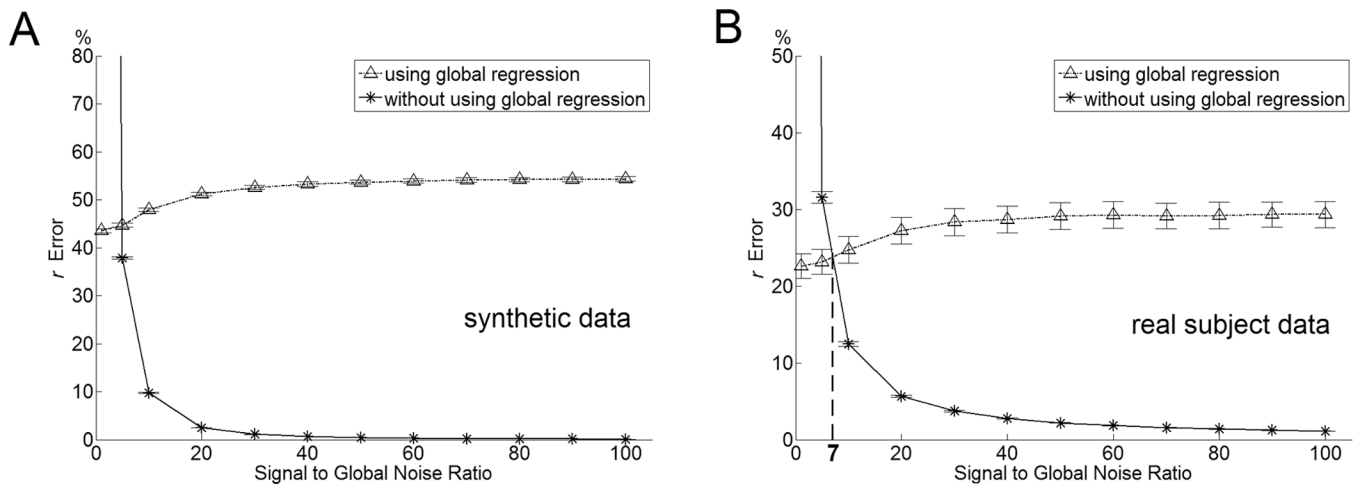 A
%
80
70
60
50
40
30
20
10
0
r Error
using global regression
without using global regression
synthetic data
0 20 40 60 80 100
Signal to Global Noise Ratio
B
%
50
40
30
20
10
0
r Error
using global regression
without using global regression
real subject data
0 7 20 40 60 80 100
Signal to Global Noise Ratio